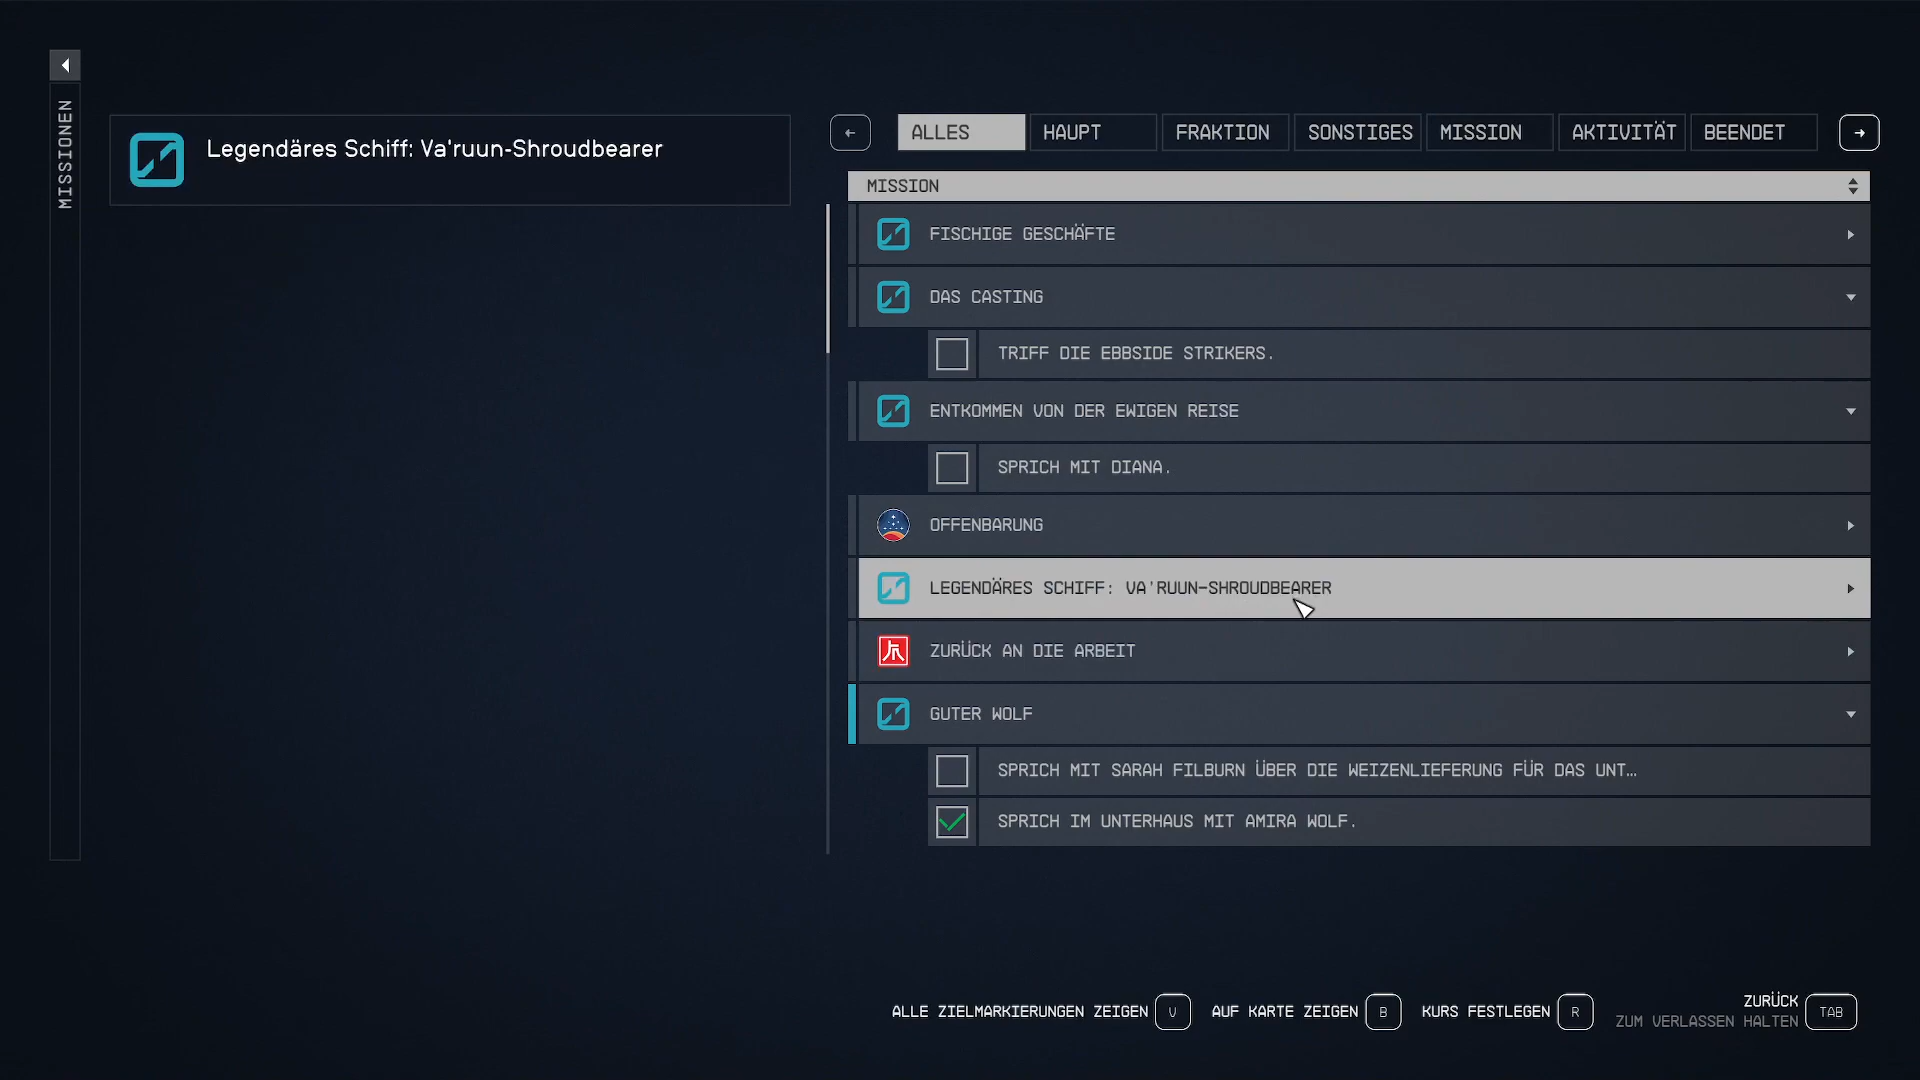 MISSIONEN
Legendäres Schiff: Va'ruun-Shroudbearer
ALLES HAUPT FRAKTION SONSTIGES MISSION AKTIVITÄT BEENDET
MISSION
FISCHIGE GESCHÄFTE
DAS CASTING
TRIFF DIE EBBSIDE STRIKERS.
ENTKOMMEN VON DER EWIGEN REISE
SPRICH MIT DIANA.
OFFENBARUNG
LEGENDÄRES SCHIFF: VA'RUUN-SHROUDBEARER
ZURÜCK AN DIE ARBEIT
GUTER WOLF
SPRICH MIT SARAH FILBURN ÜBER DIE WEIZENLIEFERUNG FÜR DAS UNT…
SPRICH IM UNTERHAUS MIT AMIRA WOLF.
ALLE ZIELMARKIERUNGEN ZEIGEN V AUF KARTE ZEIGEN B KURS FESTLEGEN R ZURÜCK TAB
ZUM VERLASSEN HALTEN